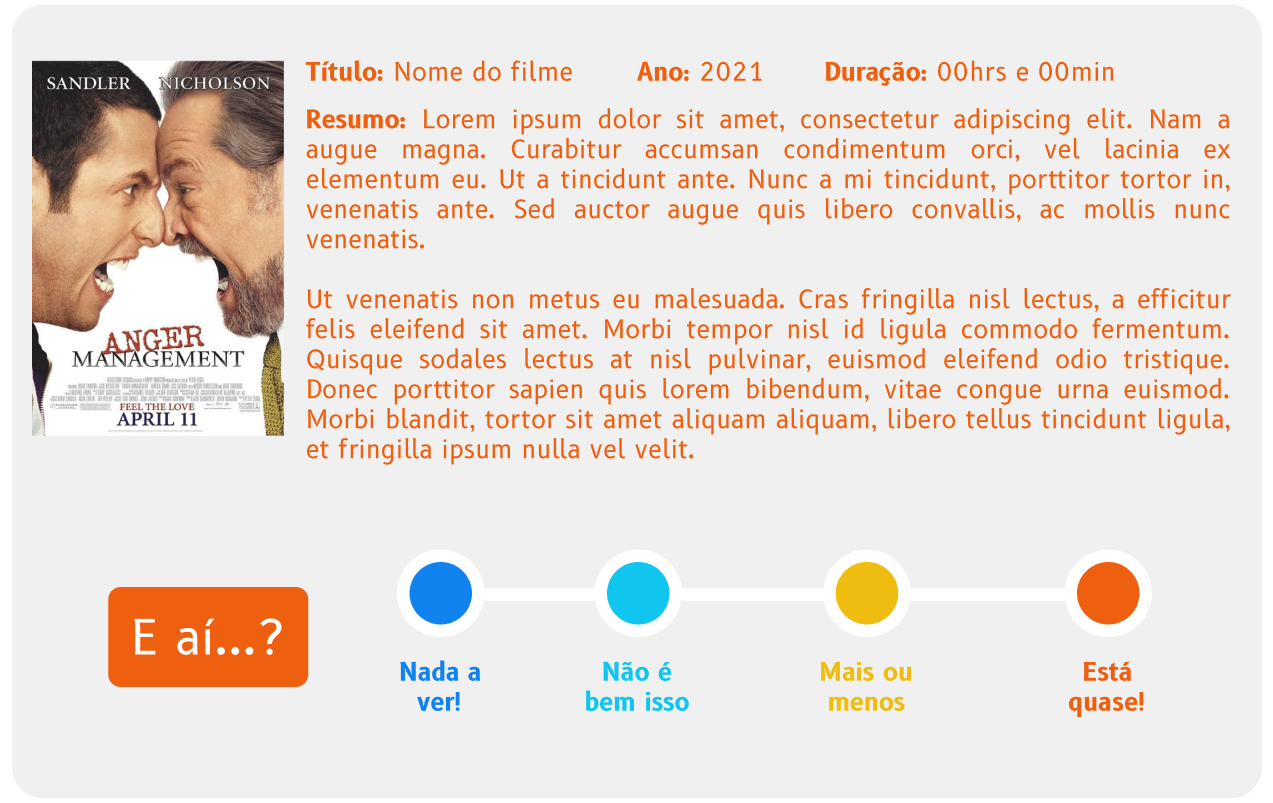 SANDLER NICHOLSON
ANGER
MANAGEMENT
FEEL THE LOVE
APRIL 11
Título: Nome do filme Ano: 2021 Duração: 00hrs e 00min
Resumo: Lorem ipsum dolor sit amet, consectetur adipiscing elit. Nam a
augue magna. Curabitur accumsan condimentum orci, vel lacinia ex
elementum eu. Ut a tincidunt ante. Nunc a mi tincidunt, porttitor tortor in,
venenatis ante. Sed auctor augue quis libero convallis, ac mollis nunc
venenatis.
Ut venenatis non metus eu malesuada. Cras fringilla nisl lectus, a efficitur
felis eleifend sit amet. Morbi tempor nisl id ligula commodo fermentum.
Quisque sodales lectus at nisl pulvinar, euismod eleifend odio tristique.
Donec porttitor sapien quis lorem bibendum, vitae congue urna euismod.
Morbi blandit, tortor sit amet aliquam aliquam, libero tellus tincidunt ligula,
et fringilla ipsum nulla vel velit.
E aí...?
Nada a
ver!
Não é
bem isso
Mais ou
menos
Está
quase!